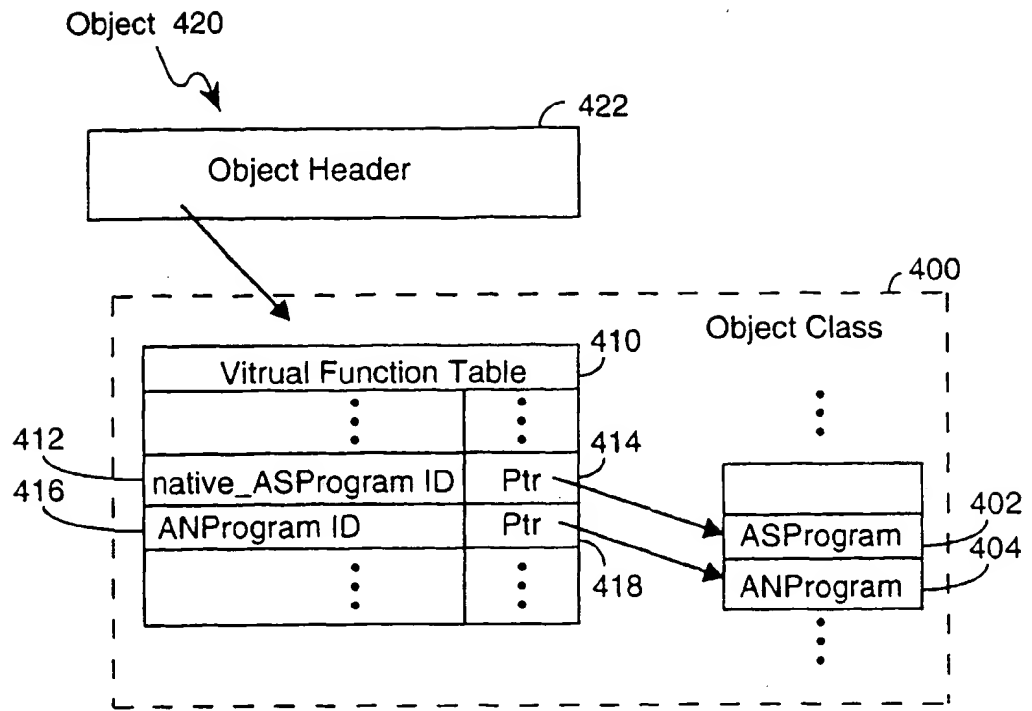 Object 420
422
Object Header
400
Object Class
410
Vitrual Function Table
412
414
native_ASProgram ID
Ptr
416
402
ANProgram ID
Ptr
ASProgram
404
418
ANProgram